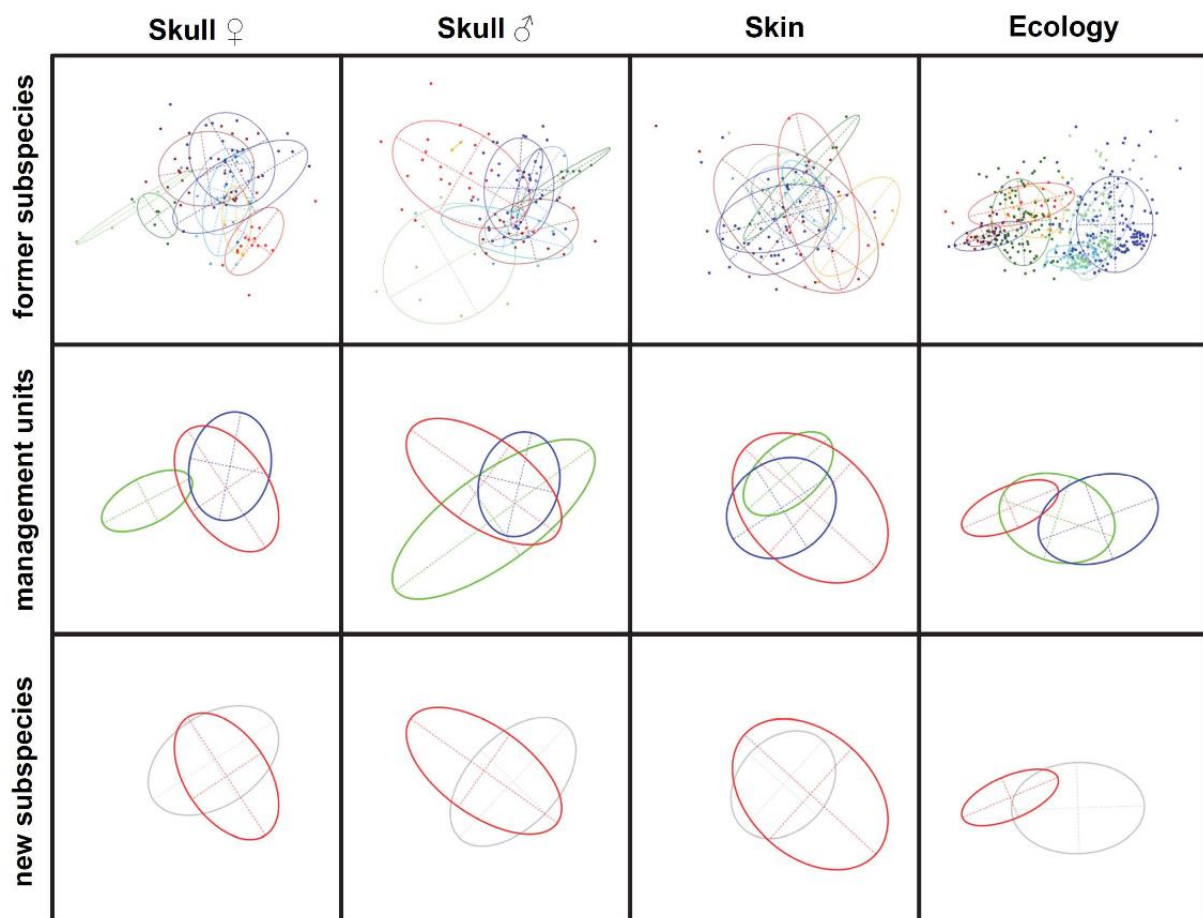 Skull ♀
Skull ♂
Skin
Ecology
former subspecies
management units
new subspecies